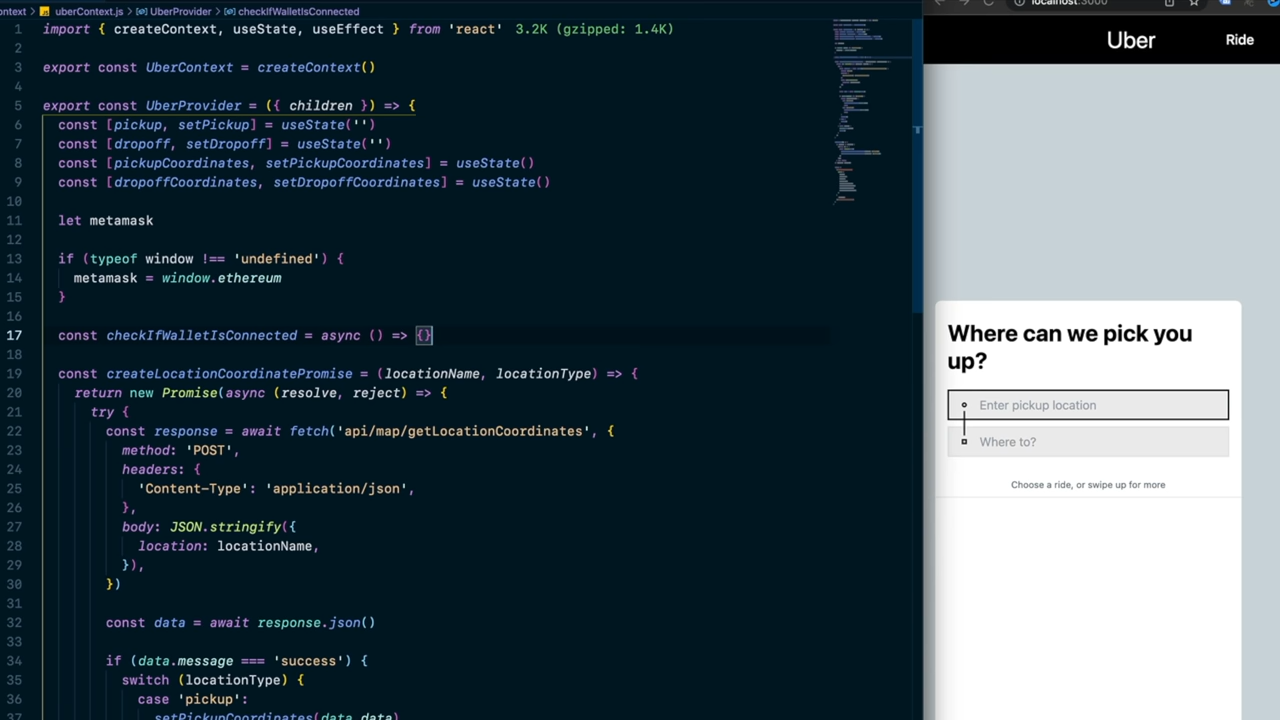 ontext > JS uberContext.js > UberProvider > checkIfWalletIsConnected
1 import { createContext, useState, useEffect } from 'react' 3.2K (gzipped: 1.4K)
2
3 export const UberContext = createContext()
4
5 export const UberProvider = ({ children }) => {
6 const [pickup, setPickup] = useState('')
7 const [dropoff, setDropoff] = useState('')
8 const [pickupCoordinates, setPickupCoordinates] = useState()
9 const [dropoffCoordinates, setDropoffCoordinates] = useState()
10
11 let metamask
12
13 if (typeof window !== 'undefined') {
14 metamask = window.ethereum
15 }
16
17 const checkIfWalletIsConnected = async () => {}
18
19 const createLocationCoordinatePromise = (locationName, locationType) => {
20 return new Promise(async (resolve, reject) => {
21 try {
22 const response = await fetch('api/map/getLocationCoordinates', {
23 method: 'POST',
24 headers: {
25 'Content-Type': 'application/json',
26 },
27 body: JSON.stringify({
28 location: locationName,
29 }),
30 })
31
32 const data = await response.json()
33
34 if (data.message === 'success') {
35 switch (locationType) {
36 case 'pickup':
37 setPickupCoordinates(data.data)
localhost:3000
Uber Ride
Where can we pick you
up?
Enter pickup location
Where to?
Choose a ride, or swipe up for more